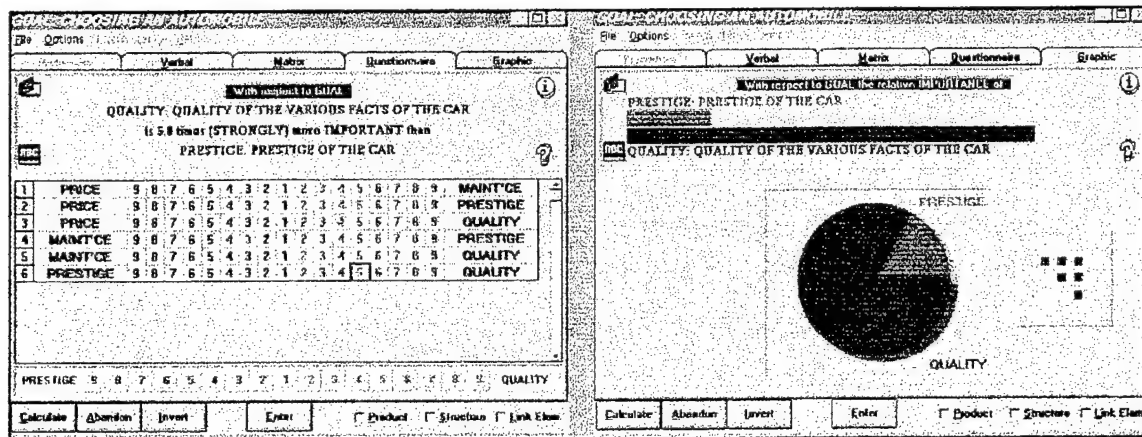 GOAL: CHOOSING AN AUTOMOBILE
File Options
Verbal Matrix Questionnaire Graphic
With respect to GOAL
QUALITY: QUALITY OF THE VARIOUS FACTS OF THE CAR
is 5.0 times (STRONGLY) more IMPORTANT than
PRESTIGE: PRESTIGE OF THE CAR
ABC
1 PRICE 9 8 7 6 5 4 3 2 1 2 3 4 5 6 7 8 9 MAINT'CE
2 PRICE 9 8 7 6 5 4 3 2 1 2 3 4 5 6 7 8 9 PRESTIGE
3 PRICE 9 8 7 6 5 4 3 2 1 2 3 4 5 6 7 8 9 QUALITY
4 MAINT'CE 9 8 7 6 5 4 3 2 1 2 3 4 5 6 7 8 9 PRESTIGE
5 MAINT'CE 9 8 7 6 5 4 3 2 1 2 3 4 5 6 7 8 9 QUALITY
6 PRESTIGE 9 8 7 6 5 4 3 2 1 2 3 4 5 6 7 8 9 QUALITY
PRESTIGE 9 8 7 6 5 4 3 2 1 2 3 4 5 6 7 8 9 QUALITY
Calculate Abandon Invert Enter Product Structure Link Elem.
GOAL: CHOOSING AN AUTOMOBILE
File Options
Verbal Matrix Questionnaire Graphic
With respect to GOAL the relative IMPORTANCE of
PRESTIGE: PRESTIGE OF THE CAR
ABC
QUALITY: QUALITY OF THE VARIOUS FACTS OF THE CAR
PRESTIGE
QUALITY
Calculate Abandon Invert Enter Product Structure Link Elem